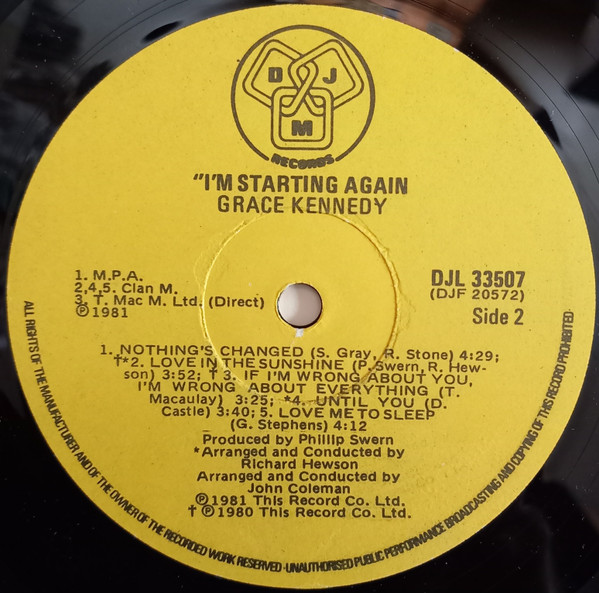 D J
M
RECORDS
"I'M STARTING AGAIN
GRACE KENNEDY
1. M.P.A.
2,4,5. Clan M.
3, T. Mac M. Ltd. (Direct)
℗1981
DJL 33507
(DJF 20572)
Side 2
1. NOTHING'S CHANGED (S. Gray, R. Stone) 4:29;
†*2. LOVE IN THE SUNSHINE (P. Swern, R. Hew-
son) 3:52; † 3. IF I'M WRONG ABOUT YOU,
I'M WRONG ABOUT EVERYTHING (T.
Macaulay) 3:25; *4. UNTIL YOU (D.
Castle) 3:40; 5. LOVE ME TO SLEEP
(G. Stephens) 4:12
Produced by Phillip Swern
*Arranged and Conducted by
Richard Hewson
Arranged and Conducted by
John Coleman
℗1981 This Record Co. Ltd.
† ℗1980 This Record Co. Ltd.
ALL RIGHTS OF THE MANUFACTURER AND OF THE OWNER OF THE RECORDED WORK RESERVED · UNAUTHORISED PUBLIC PERFORMANCE BROADCASTING AND COPYING OF THIS RECORD PROHIBITED